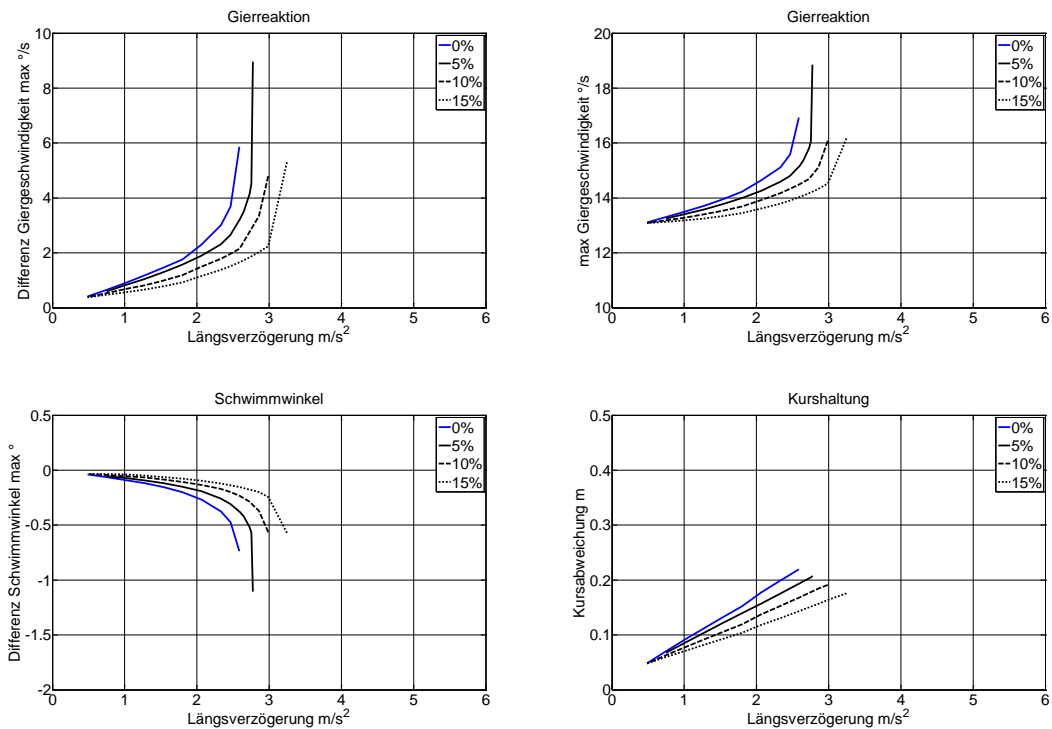 Gierreaktion
Differenz Giergeschwindigkeit max °/s
10
8
6
4
2
0
0 1 2 3 4 5 6
Längsverzögerung m/s²
0%
5%
10%
15%
Gierreaktion
max Giergeschwindigkeit °/s
20
18
16
14
12
10
0 1 2 3 4 5 6
Längsverzögerung m/s²
0%
5%
10%
15%
Schwimmwinkel
Differenz Schwimmwinkel max °
0.5
0
-0.5
-1
-1.5
-2
0 1 2 3 4 5 6
Längsverzögerung m/s²
0%
5%
10%
15%
Kurshaltung
Kursabweichung m
0.5
0.4
0.3
0.2
0.1
0
0 1 2 3 4 5 6
Längsverzögerung m/s²
0%
5%
10%
15%